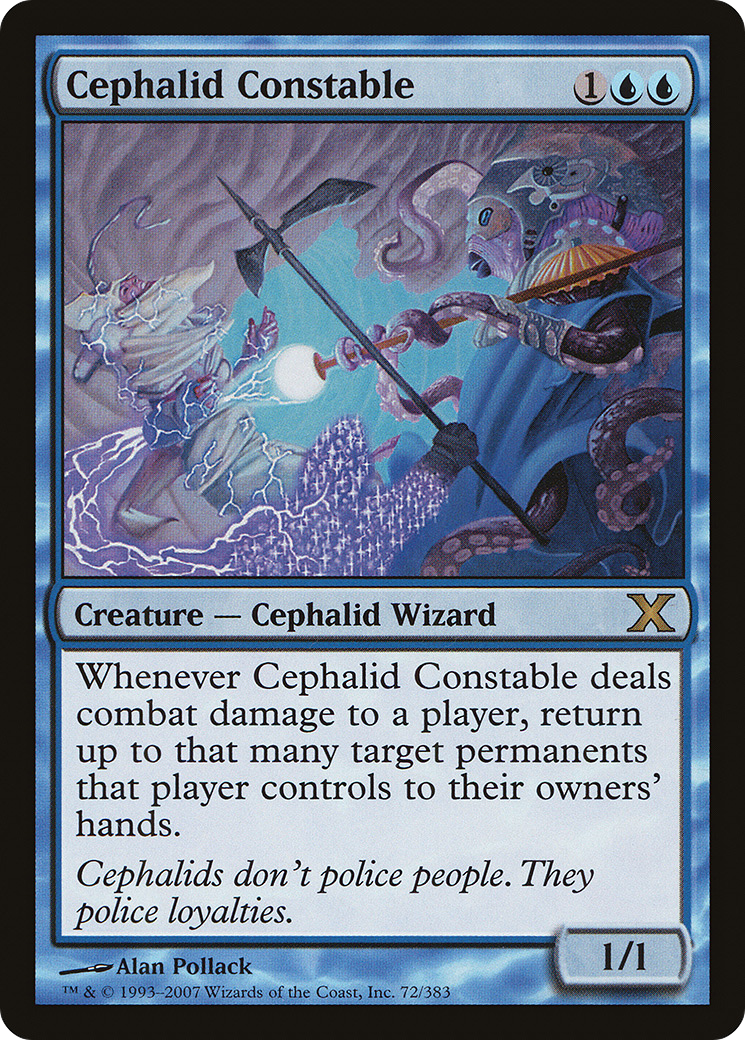 Cephalid Constable 1
Creature — Cephalid Wizard X
Whenever Cephalid Constable deals
combat damage to a player, return
up to that many target permanents
that player controls to their owners’
hands.
Cephalids don’t police people. They
police loyalties.
1/1
Alan Pollack
™ & © 1993–2007 Wizards of the Coast, Inc. 72/383